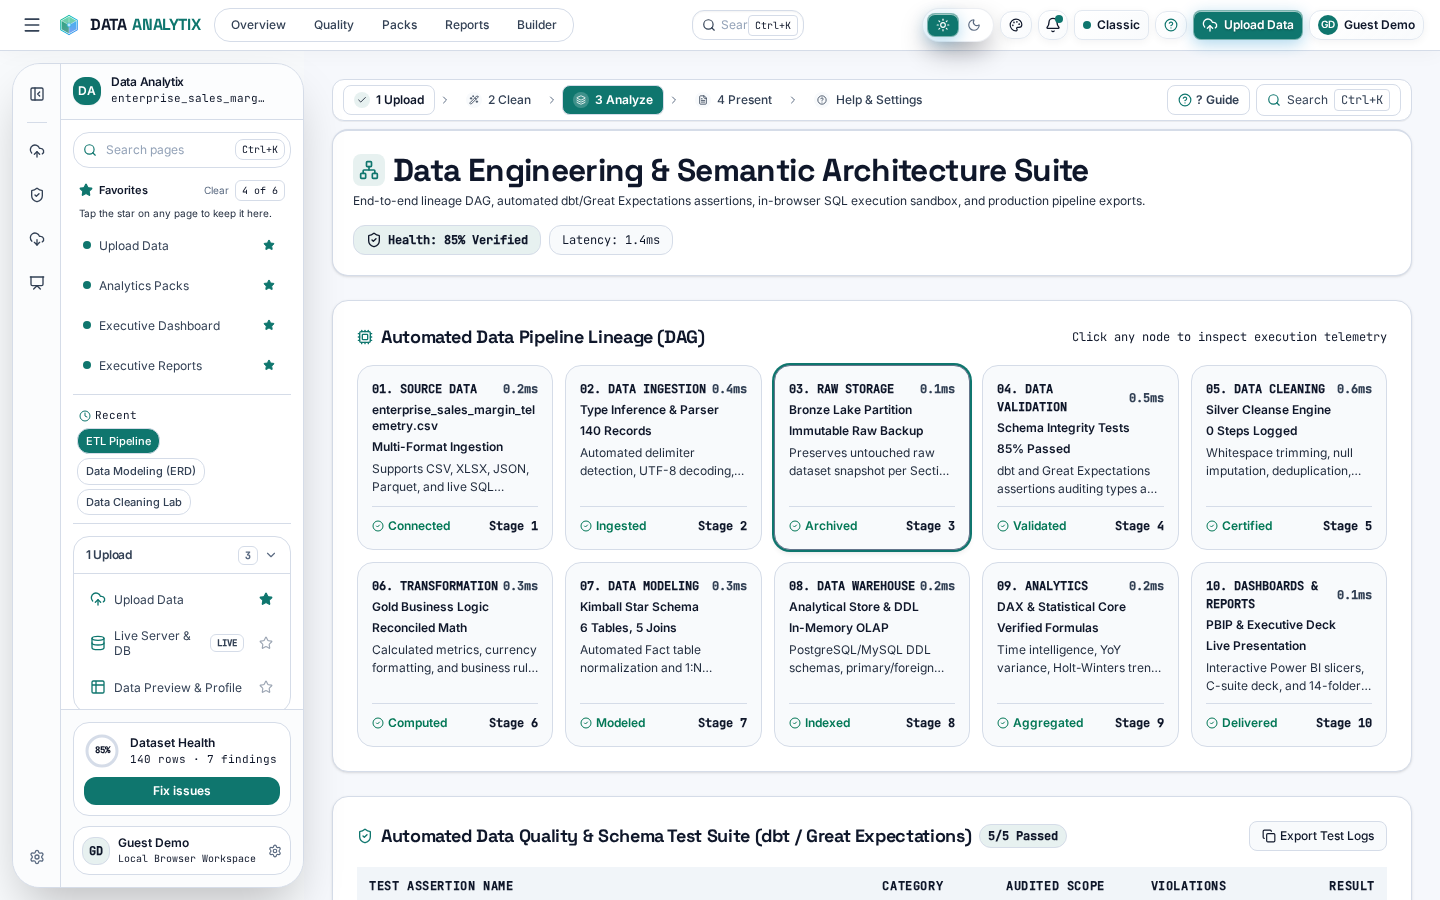 DATA ANALYTIX
Overview
Quality
Packs
Reports
Builder
Sear
Ctrl+K
Classic
Upload Data
GD
Guest Demo
DA
Data Analytix
enterprise_sales_marg…
Search pages
Ctrl+K
Favorites
Clear
4 of 6
Tap the star on any page to keep it here.
Upload Data
Analytics Packs
Executive Dashboard
Executive Reports
Recent
ETL Pipeline
Data Modeling (ERD)
Data Cleaning Lab
1 Upload
3
Upload Data
Live Server &
DB
LIVE
Data Preview & Profile
85%
Dataset Health
140 rows · 7 findings
Fix issues
GD
Guest Demo
Local Browser Workspace
1 Upload
2 Clean
3 Analyze
4 Present
Help & Settings
? Guide
Search
Ctrl+K
Data Engineering & Semantic Architecture Suite
End-to-end lineage DAG, automated dbt/Great Expectations assertions, in-browser SQL execution sandbox, and production pipeline exports.
Health: 85% Verified
Latency: 1.4ms
Automated Data Pipeline Lineage (DAG)
Click any node to inspect execution telemetry
01. SOURCE DATA 0.2ms
enterprise_sales_margin_tel
emetry.csv
Multi-Format Ingestion
Supports CSV, XLSX, JSON,
Parquet, and live SQL…
Connected Stage 1
02. DATA INGESTION 0.4ms
Type Inference & Parser
140 Records
Automated delimiter
detection, UTF-8 decoding,…
Ingested Stage 2
03. RAW STORAGE 0.1ms
Bronze Lake Partition
Immutable Raw Backup
Preserves untouched raw
dataset snapshot per Secti…
Archived Stage 3
04. DATA
VALIDATION
0.5ms
Schema Integrity Tests
85% Passed
dbt and Great Expectations
assertions auditing types a…
Validated Stage 4
05. DATA CLEANING 0.6ms
Silver Cleanse Engine
0 Steps Logged
Whitespace trimming, null
imputation, deduplication,…
Certified Stage 5
06. TRANSFORMATION 0.3ms
Gold Business Logic
Reconciled Math
Calculated metrics, currency
formatting, and business rul…
Computed Stage 6
07. DATA MODELING 0.3ms
Kimball Star Schema
6 Tables, 5 Joins
Automated Fact table
normalization and 1:N…
Modeled Stage 7
08. DATA WAREHOUSE 0.2ms
Analytical Store & DDL
In-Memory OLAP
PostgreSQL/MySQL DDL
schemas, primary/foreign…
Indexed Stage 8
09. ANALYTICS 0.2ms
DAX & Statistical Core
Verified Formulas
Time intelligence, YoY
variance, Holt-Winters tren…
Aggregated Stage 9
10. DASHBOARDS &
REPORTS
0.1ms
PBIP & Executive Deck
Live Presentation
Interactive Power BI slicers,
C-suite deck, and 14-folder…
Delivered Stage 10
Automated Data Quality & Schema Test Suite (dbt / Great Expectations)
5/5 Passed
Export Test Logs
TEST ASSERTION NAME CATEGORY AUDITED SCOPE VIOLATIONS RESULT